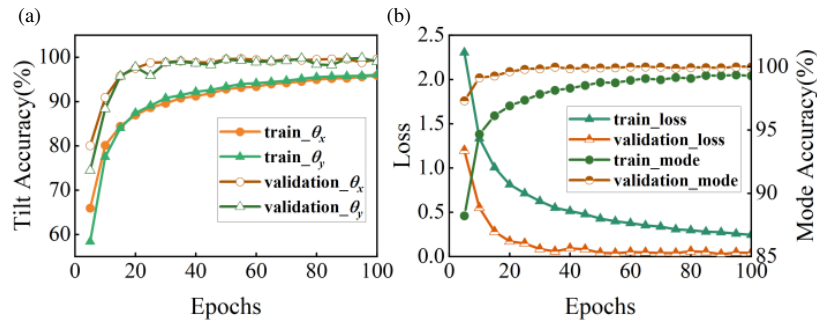 (a)
100
90
80
70
60
Tilt Accuracy(%)
train_θx
train_θy
validation_θx
validation_θy
0
20
40
60
80
100
Epochs
(b)
2.5
2.0
1.5
1.0
0.5
0.0
Loss
train_loss
validation_loss
train_mode
validation_mode
100
95
90
85
Mode Accuracy(%)
0
20
40
60
80
100
Epochs